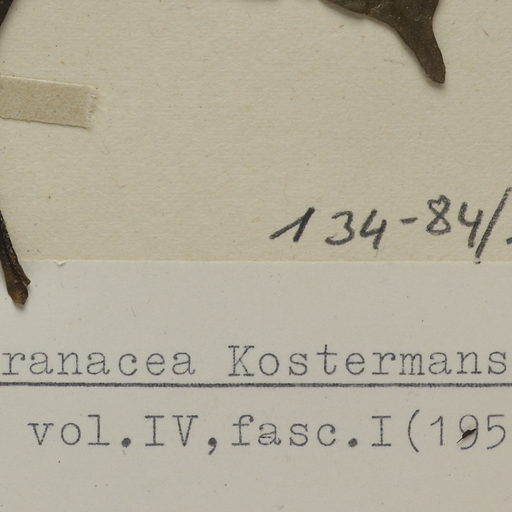 134-84/
ranacea Kostermans
vol.IV,fasc.I(195